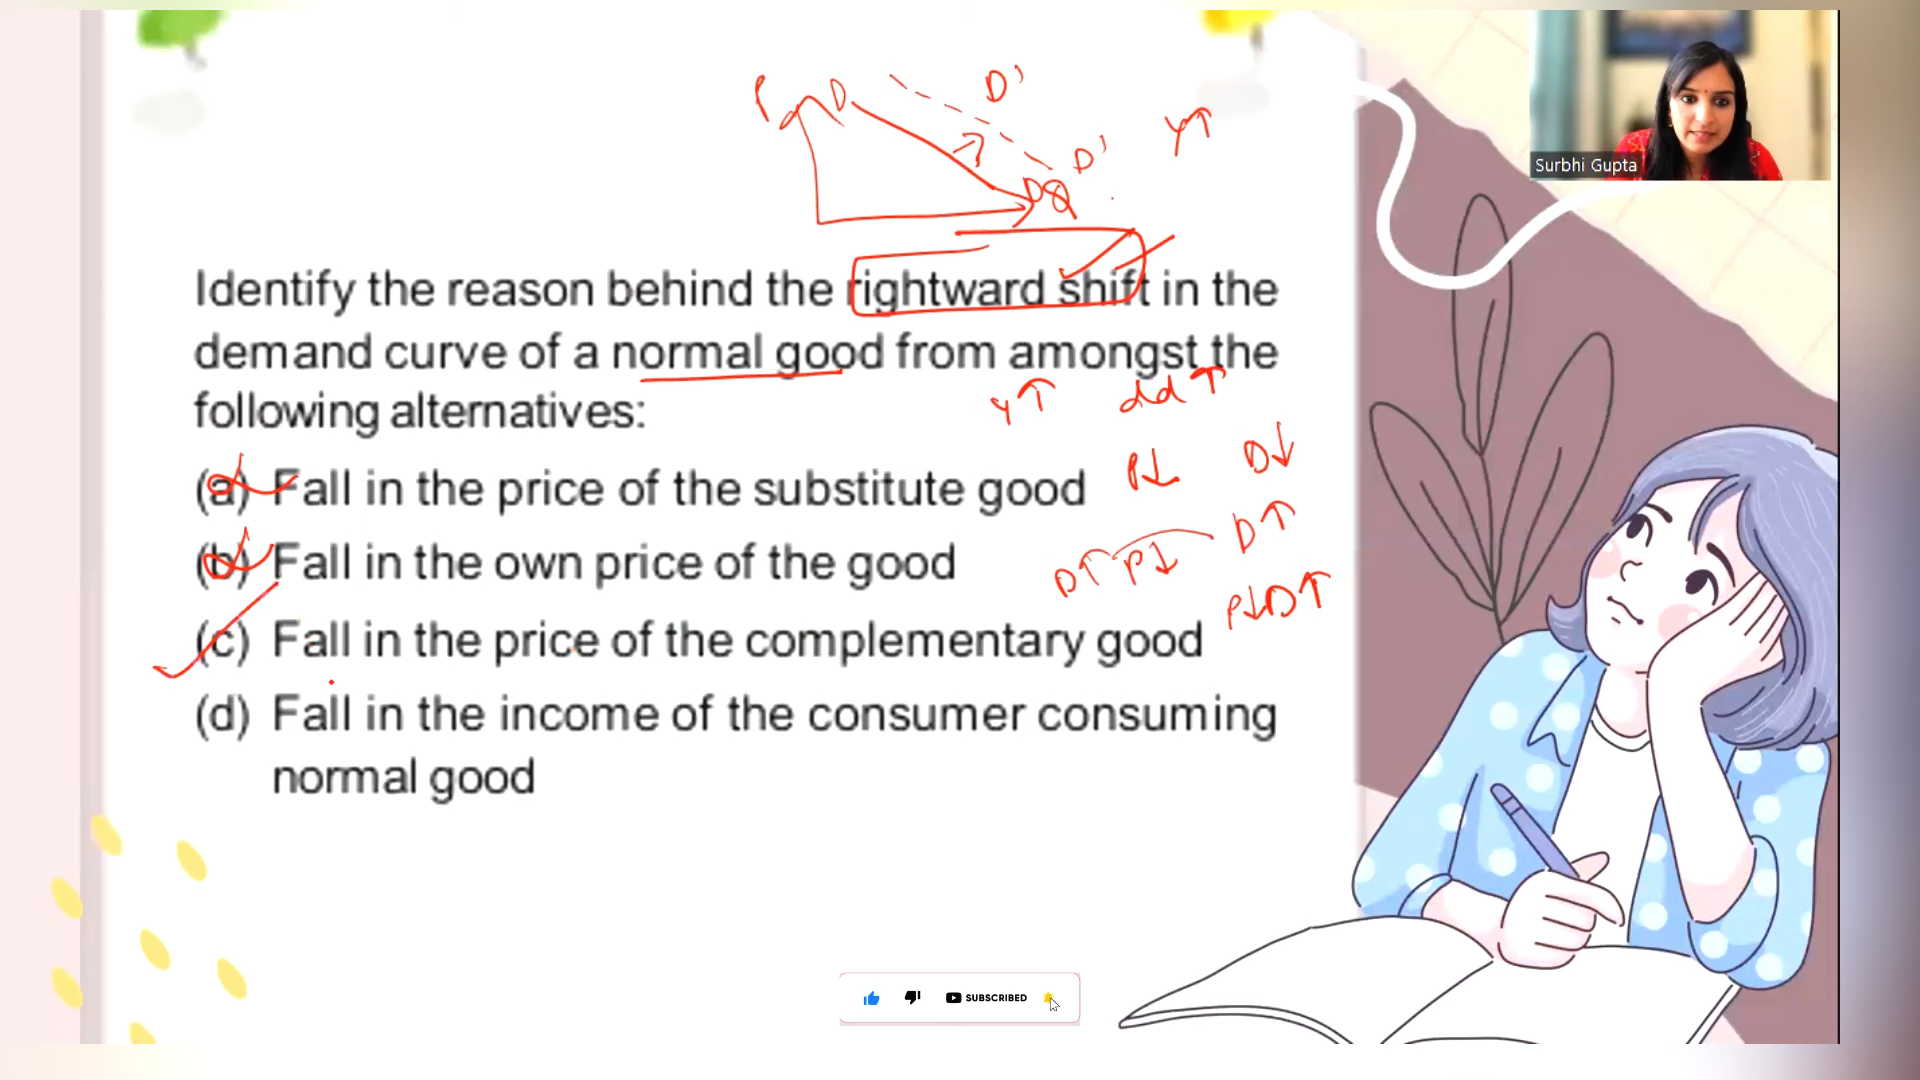 P D D'
Y↑
D'
DQ
Surbhi Gupta
Identify the reason behind the rightward shift in the
demand curve of a normal good from amongst the
following alternatives:
Y↑ dd↑
(a) Fall in the price of the substitute good
P↓ D↓
(b) Fall in the own price of the good
D↑ P↓ D↑
(c) Fall in the price of the complementary good
P↓D↑
(d) Fall in the income of the consumer consuming
normal good
SUBSCRIBED